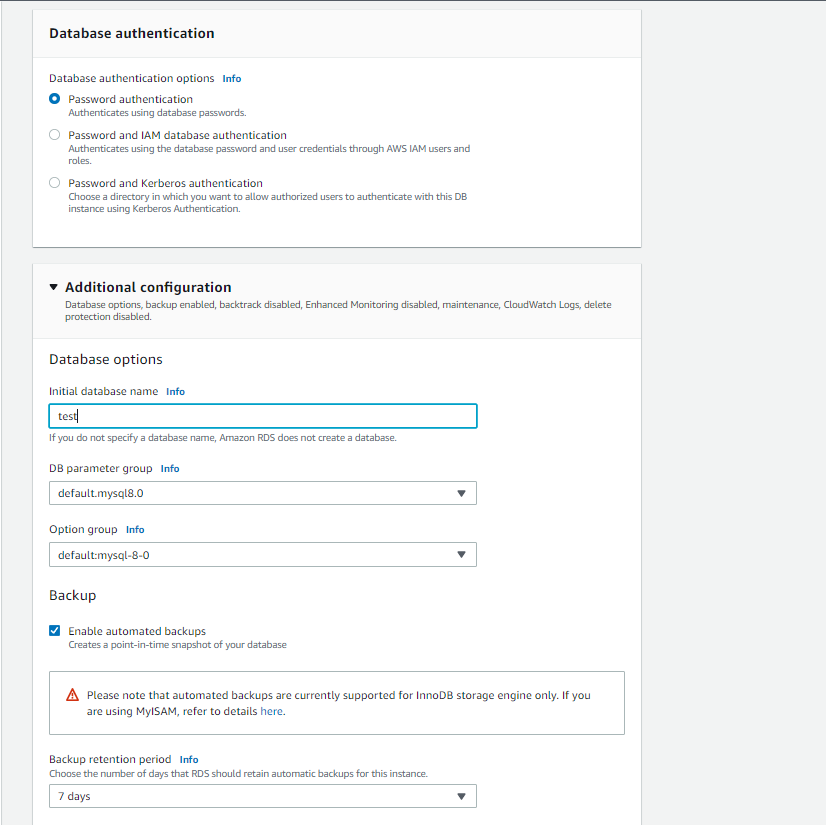 Database authentication
Database authentication options Info
Password authentication
Authenticates using database passwords.
Password and IAM database authentication
Authenticates using the database password and user credentials through AWS IAM users and
roles.
Password and Kerberos authentication
Choose a directory in which you want to allow authorized users to authenticate with this DB
instance using Kerberos Authentication.
Additional configuration
Database options, backup enabled, backtrack disabled, Enhanced Monitoring disabled, maintenance, CloudWatch Logs, delete
protection disabled.
Database options
Initial database name Info
test
If you do not specify a database name, Amazon RDS does not create a database.
DB parameter group Info
default.mysql8.0
Option group Info
default:mysql-8-0
Backup
Enable automated backups
Creates a point-in-time snapshot of your database
Please note that automated backups are currently supported for InnoDB storage engine only. If you
are using MyISAM, refer to details here.
Backup retention period Info
Choose the number of days that RDS should retain automatic backups for this instance.
7 days